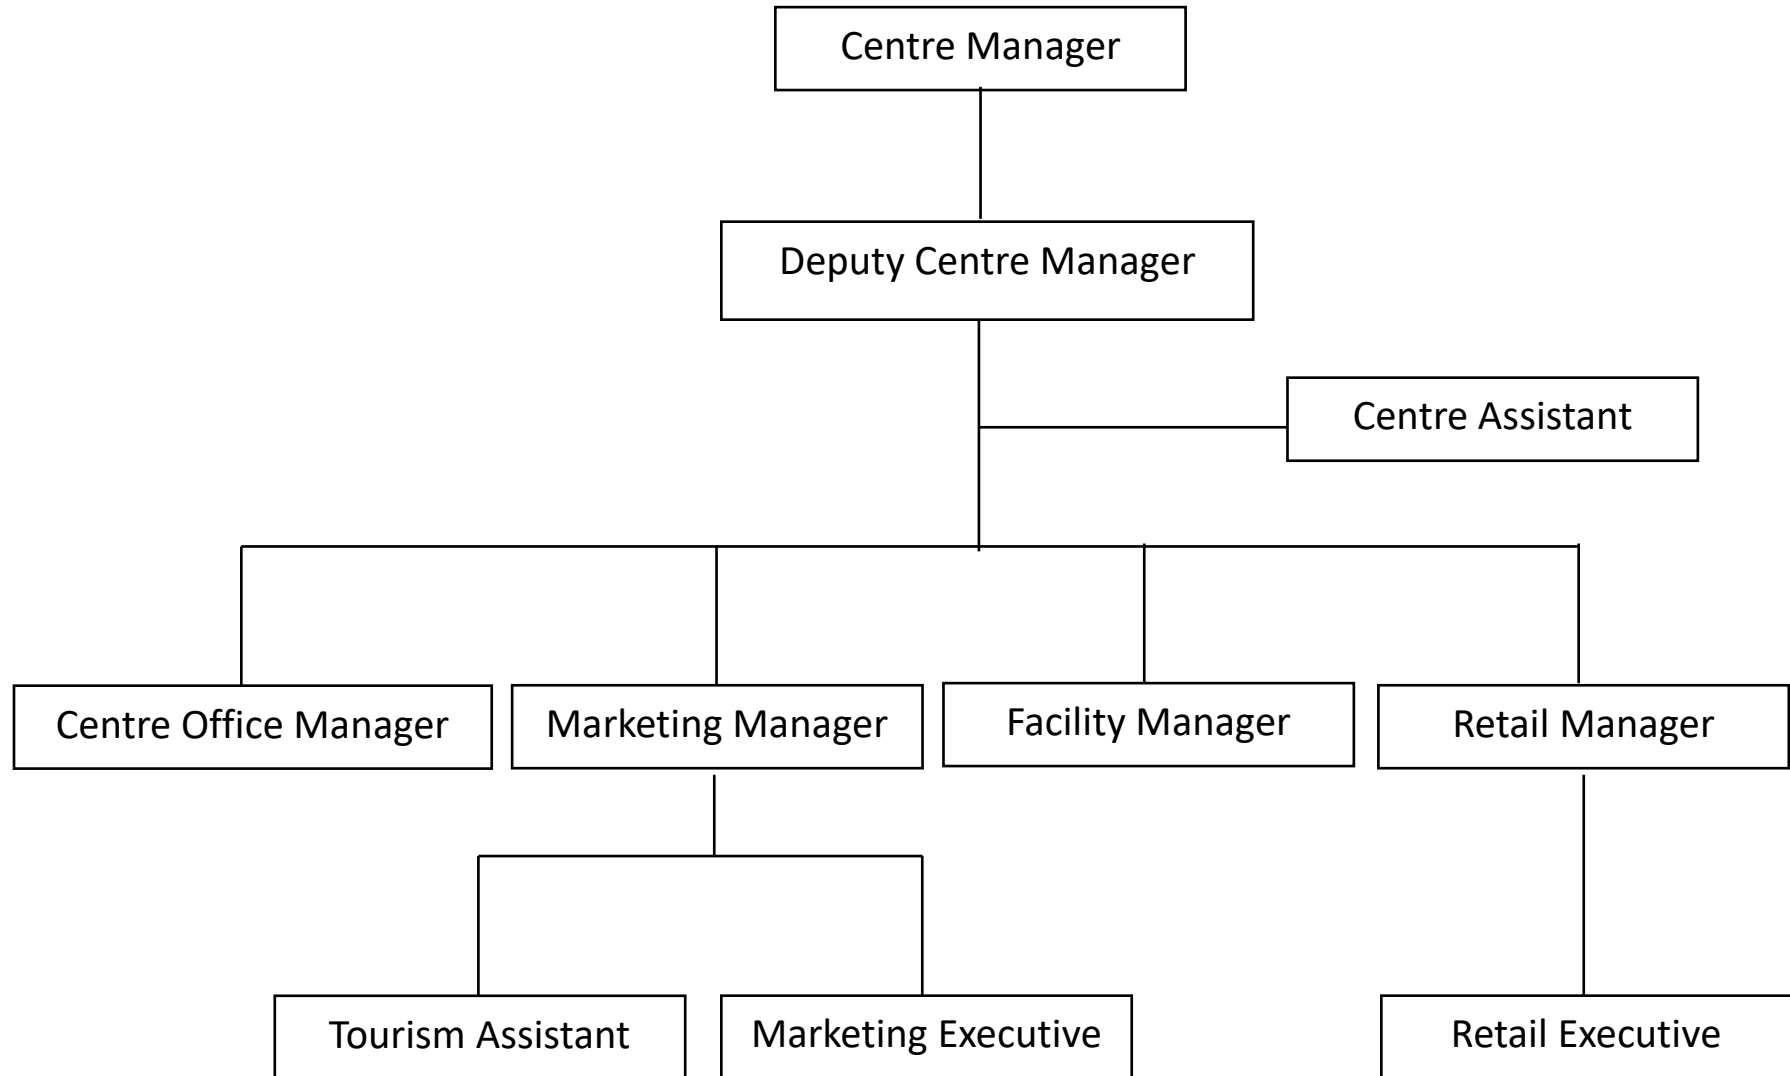 Centre Manager
Deputy Centre Manager
Centre Assistant
Centre Office Manager
Marketing Manager
Facility Manager
Retail Manager
Tourism Assistant
Marketing Executive
Retail Executive